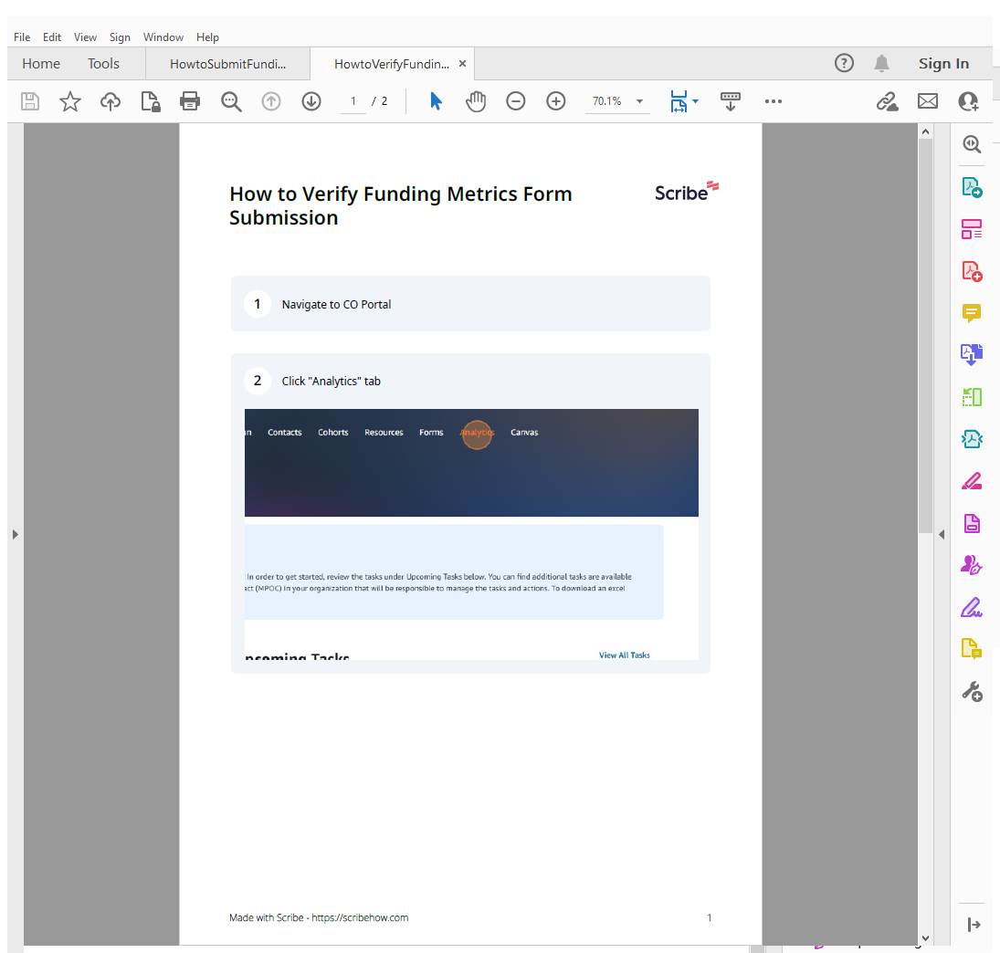 File Edit View Sign Window Help
Home Tools HowtoSubmitFundi... HowtoVerifyFundin... × Sign In
1 / 2 70.1%
How to Verify Funding Metrics Form
Submission
Scribe
1 Navigate to CO Portal
2 Click "Analytics" tab
Contacts Cohorts Resources Forms Analytics Canvas
In order to get started, review the tasks under Upcoming Tasks below. You can find additional tasks are available
(MPOC) in your organization that will be responsible to manage the tasks and actions. To download an excel
Tasks View All Tasks
Made with Scribe - https://scribehow.com 1